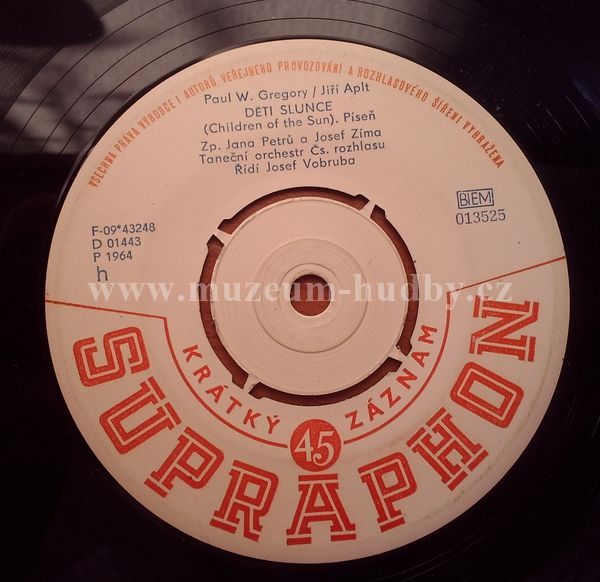 VŠECHNA PRÁVA VÝROBCE I AUTORŮ, VEŘEJNÉHO PROVOZOVÁNÍ A ROZHLASOVÉHO ŠÍŘENÍ VYHRAŽENA
Paul W. Gregory / Jiří Aplt
DĚTI SLUNCE
(Children of the Sun). Píseň
Zp. Jana Petrů a Josef Zíma
Taneční orchestr Čs. rozhlasu
Řídí Josef Vobruba
F-09*43248
D 01443
P 1964
h
BIEM
013525
www.muzeum-hudby.cz
KRÁTKÝ 45 ZÁZNAM
SUPRAPHON